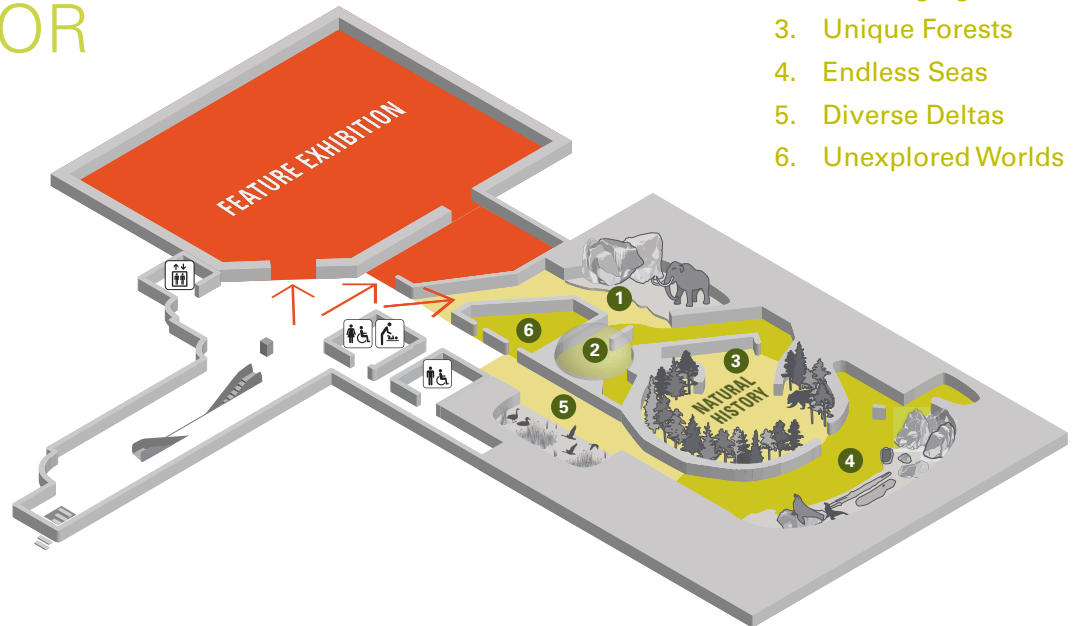 OR
3. Unique Forests
4. Endless Seas
5. Diverse Deltas
6. Unexplored Worlds
FEATURE EXHIBITION
1
6
2
3
NATURAL
HISTORY
5
4